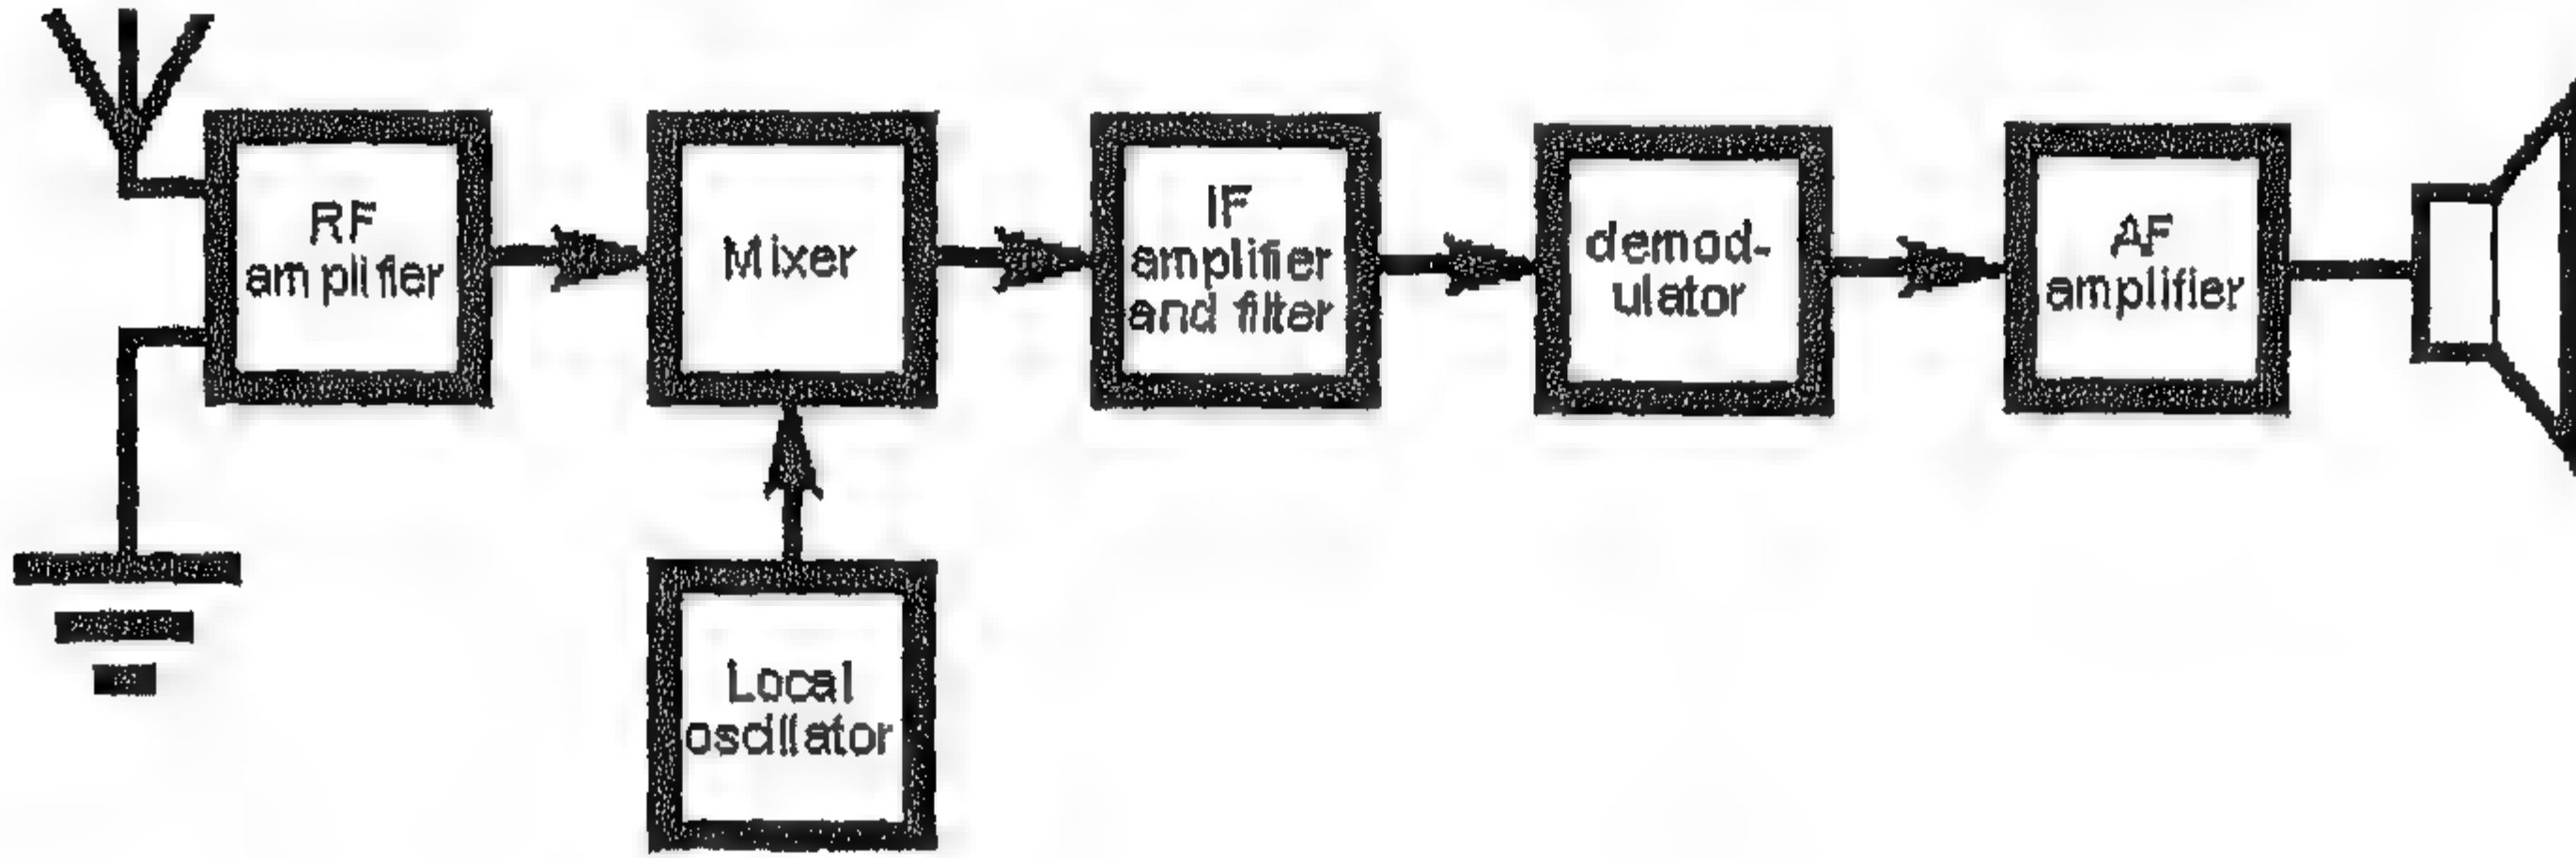 RF
amplifier
Mixer
IF
amplifier
and filter
demod-
ulator
AF
amplifier
Local
oscillator